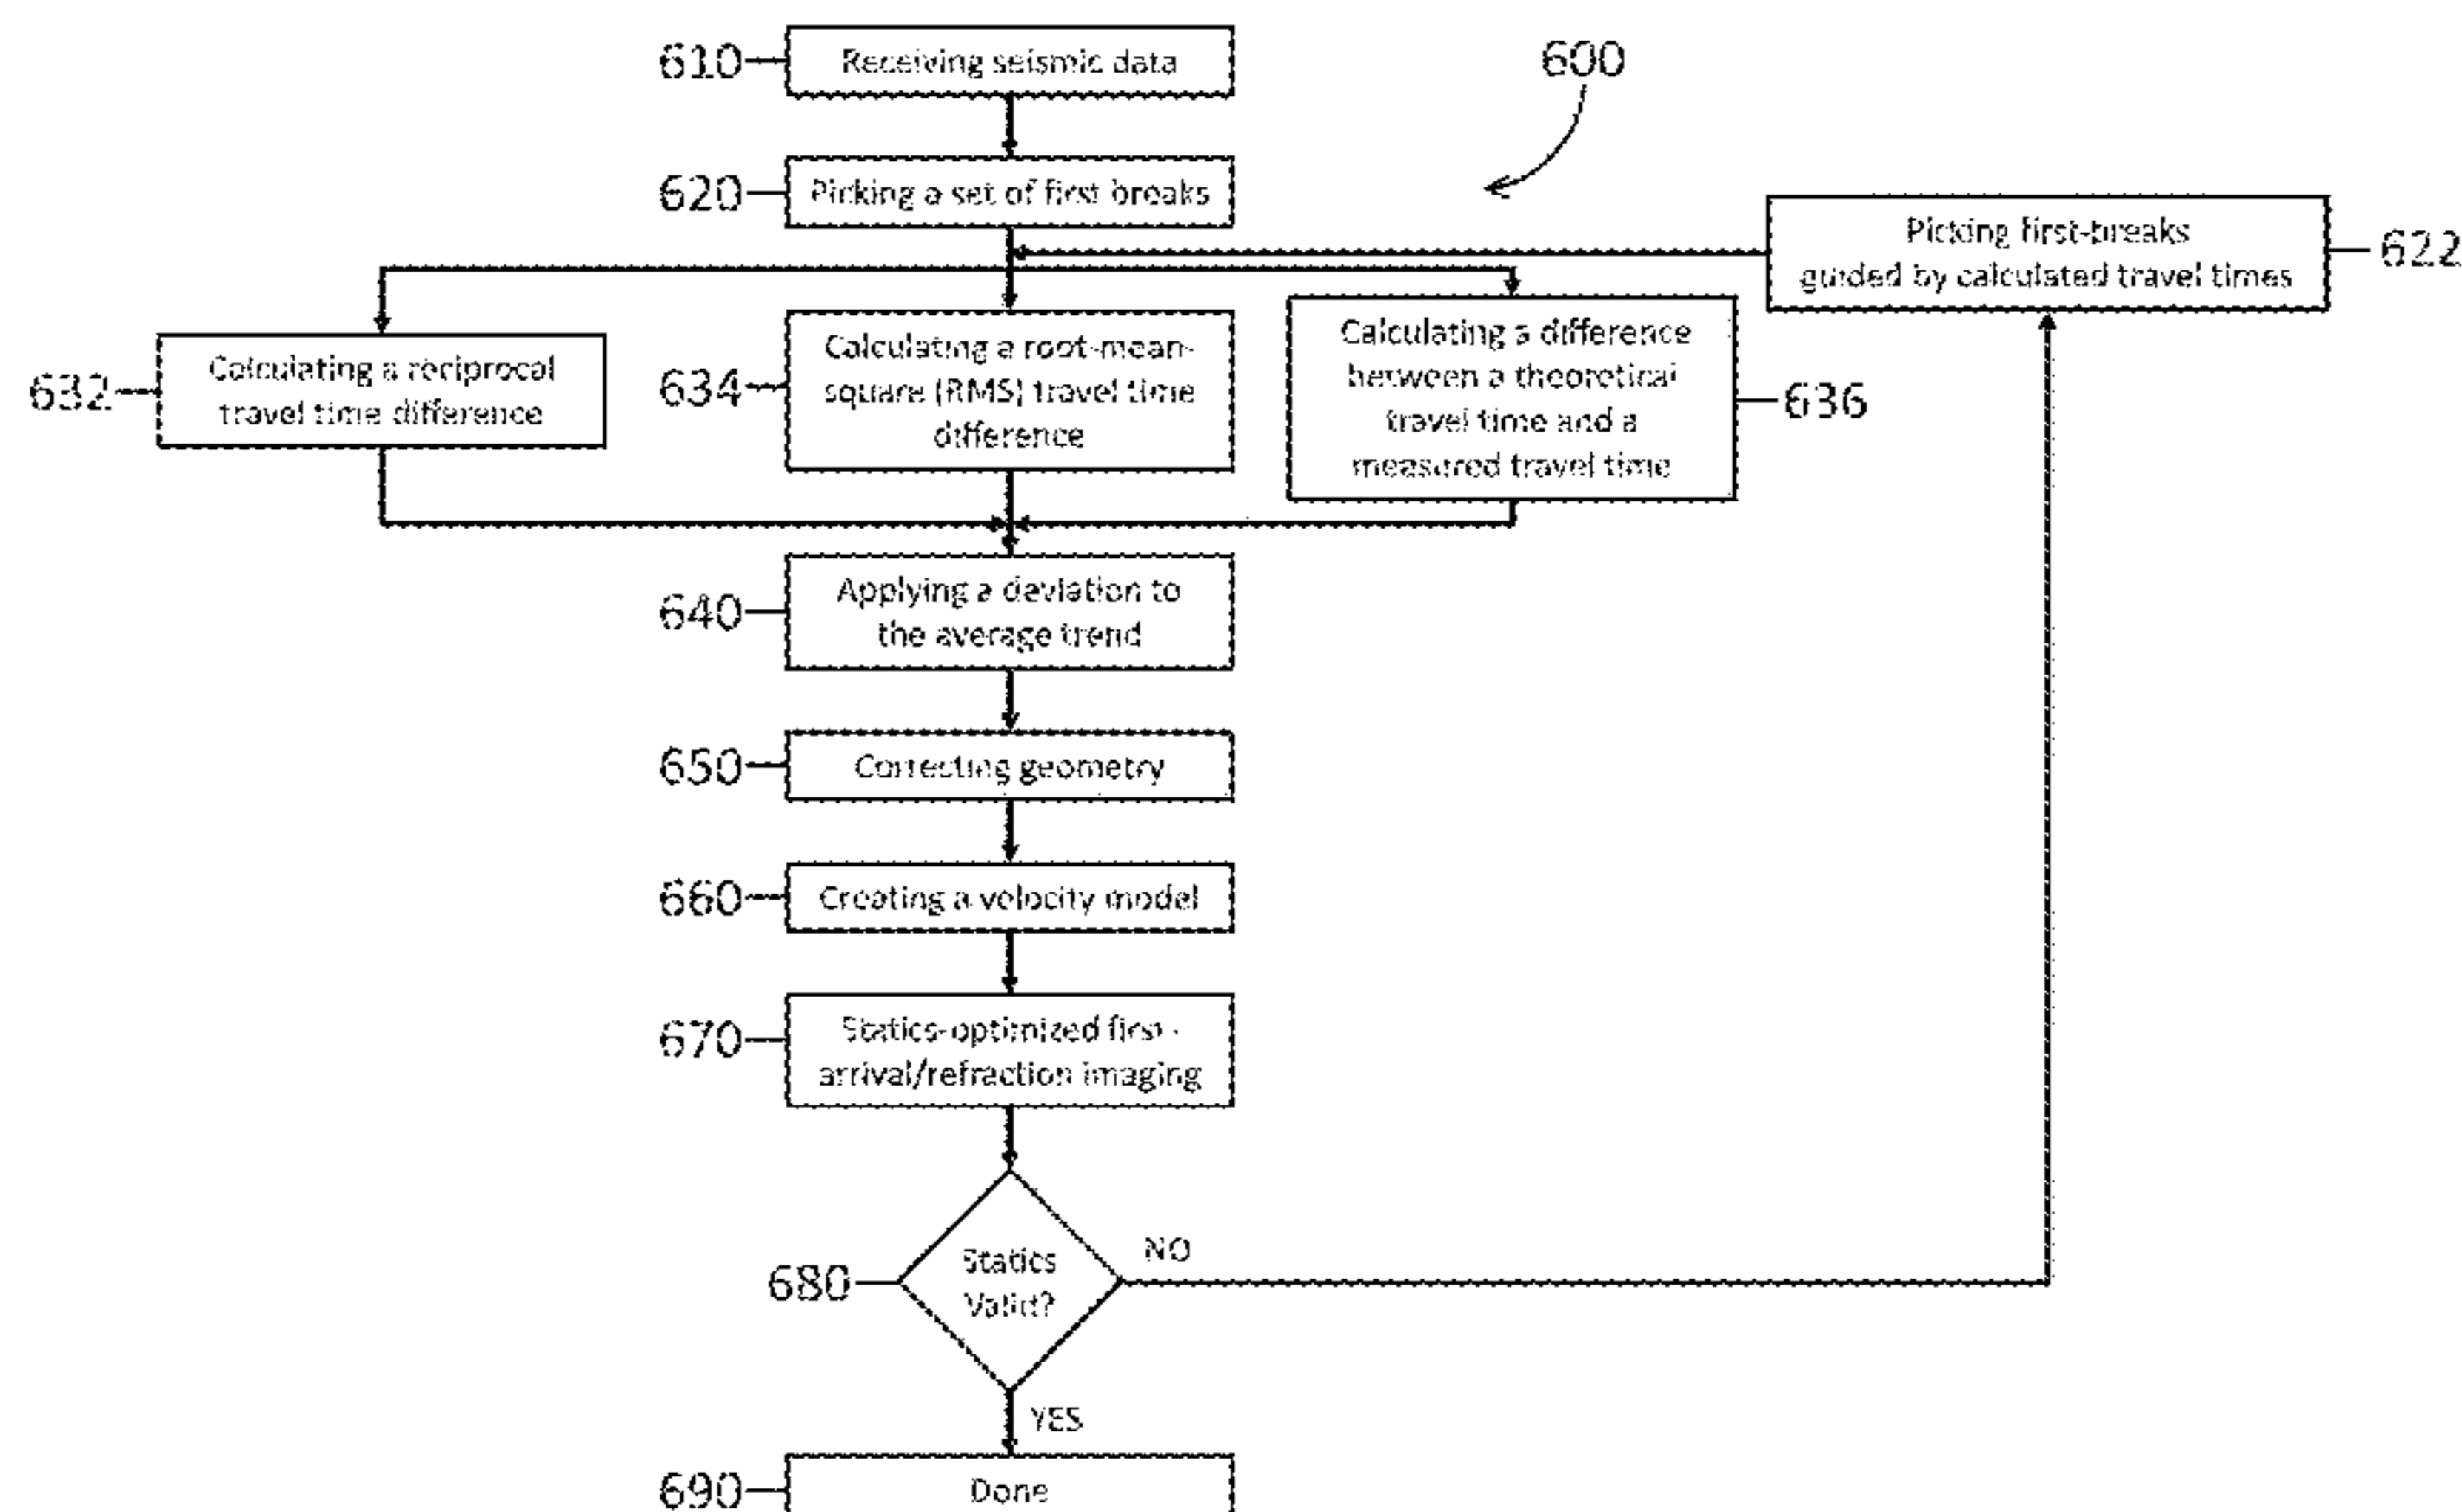 610
Receiving seismic data
600
620
Picking a set of first breaks
Picking first-breaks
guided by calculated travel times
622
632
Calculating a reciprocal
travel time difference
634
Calculating a root-mean-
square (RMS) travel time
difference
Calculating a difference
between a theoretical
travel time and a
measured travel time
636
640
Applying a deviation to
the average trend
650
Correcting geometry
660
Creating a velocity model
670
Statics-optimized first-
arrival/refraction imaging
680
Statics
Valid?
NO
YES
690
Done